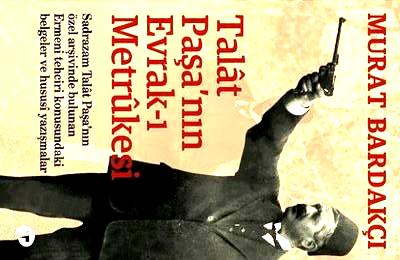 MURAT BARDAKÇI
Talât
Paşa'nın
Evrak-ı
Metrûkesi
Sadrazam Talât Paşa'nın
özel arşivinde bulunan
Ermeni tehciri konusundaki
belgeler ve hususî yazışmalar